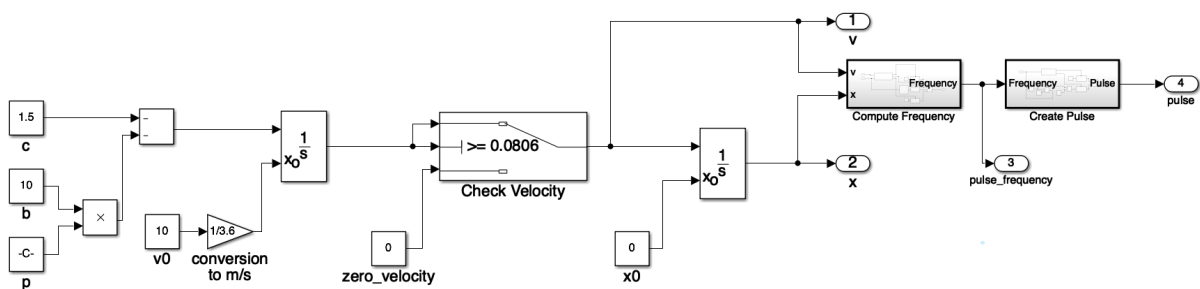 1
v
v
x
Frequency
Compute Frequency
Frequency
Pulse
Create Pulse
4
pulse
1.5
c
-
-
1
s
xo
>= 0.0806
Check Velocity
1
s
xo
2
x
3
pulse_frequency
10
b
×
-C-
p
10
v0
1/3.6
conversion
to m/s
0
zero_velocity
0
x0